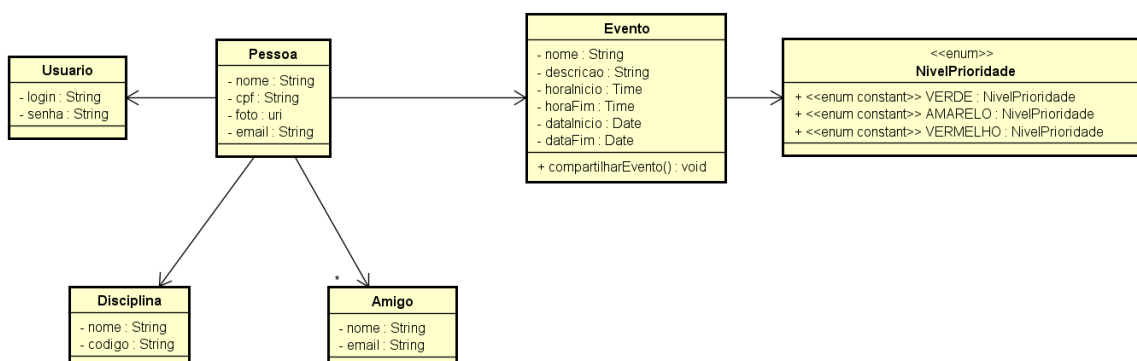 Usuario
- login : String
- senha : String
Pessoa
- nome : String
- cpf : String
- foto : uri
- email : String
Evento
- nome : String
- descricao : String
- horaInicio : Time
- horaFim : Time
- dataInicio : Date
- dataFim : Date
+ compartilharEvento() : void
<<enum>>
NivelPrioridade
+ <<enum constant>> VERDE : NivelPrioridade
+ <<enum constant>> AMARELO : NivelPrioridade
+ <<enum constant>> VERMELHO : NivelPrioridade
Disciplina
- nome : String
- codigo : String
*
Amigo
- nome : String
- email : String